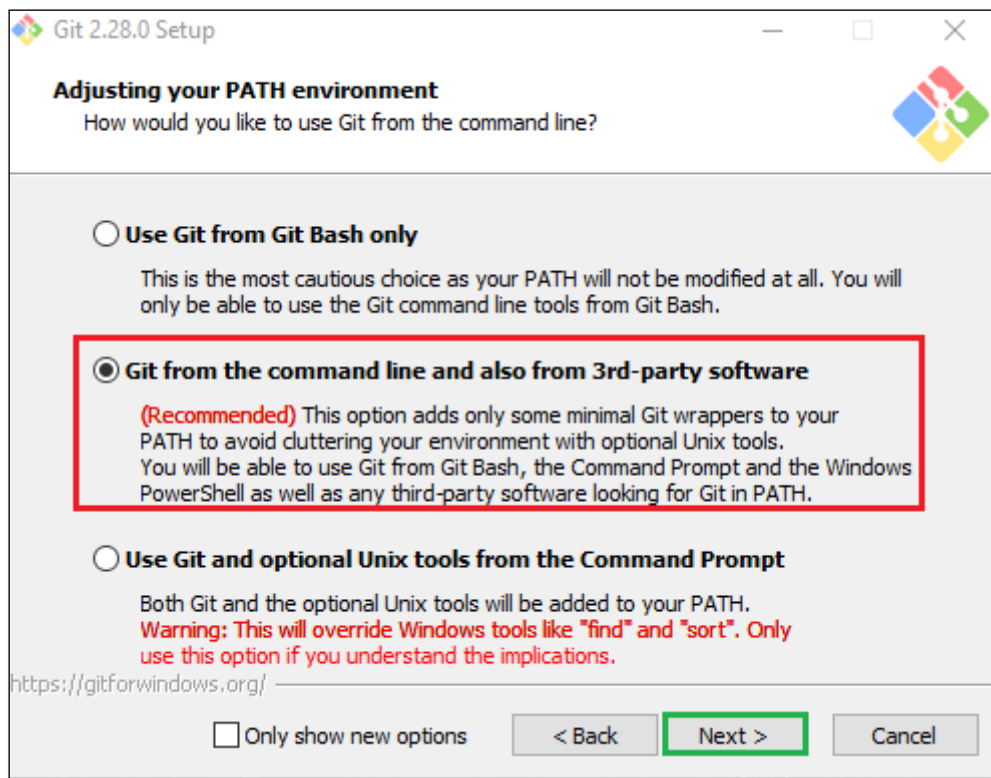 Git 2.28.0 Setup
Adjusting your PATH environment
How would you like to use Git from the command line?
Use Git from Git Bash only
This is the most cautious choice as your PATH will not be modified at all. You will
only be able to use the Git command line tools from Git Bash.
Git from the command line and also from 3rd-party software
(Recommended) This option adds only some minimal Git wrappers to your
PATH to avoid cluttering your environment with optional Unix tools.
You will be able to use Git from Git Bash, the Command Prompt and the Windows
PowerShell as well as any third-party software looking for Git in PATH.
Use Git and optional Unix tools from the Command Prompt
Both Git and the optional Unix tools will be added to your PATH.
Warning: This will override Windows tools like "find" and "sort". Only
use this option if you understand the implications.
https://gitforwindows.org/
Only show new options
< Back
Next >
Cancel